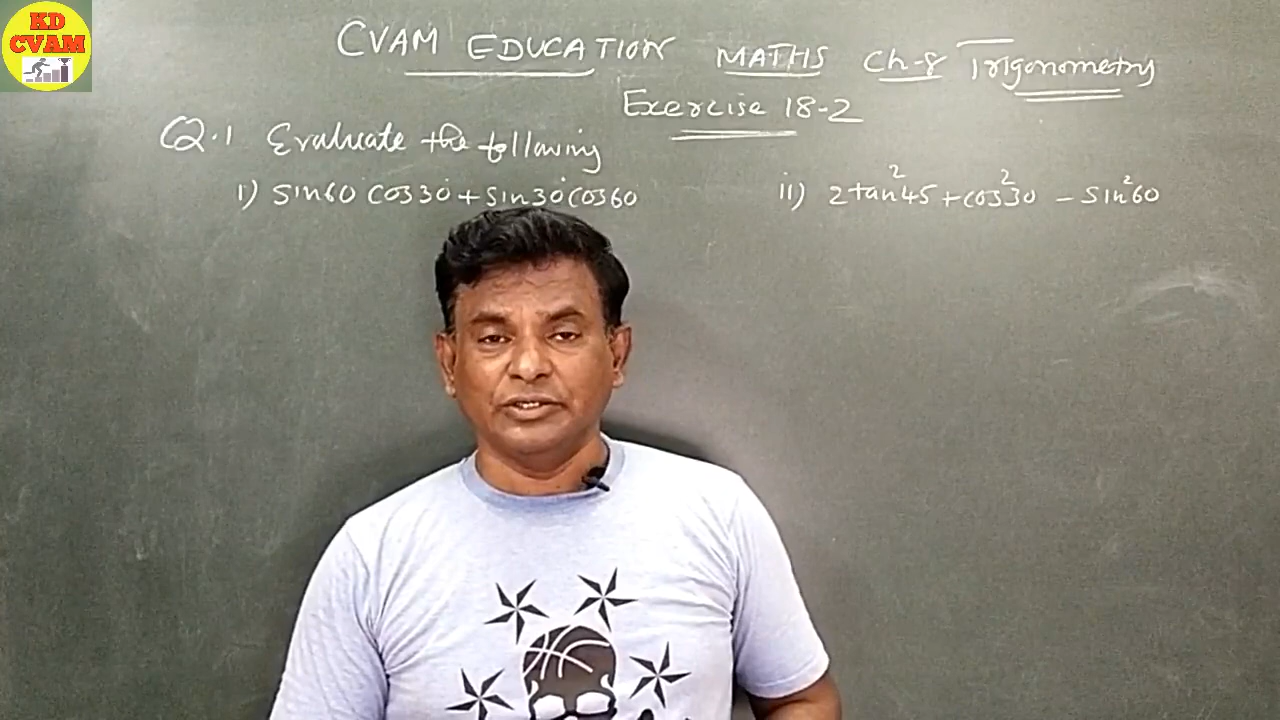 KD
CVAM
CVAM EDUCATION MATHS Ch-8 Trigonometry
Exercise 18-2
Q.1 Evaluate the following
i) Sin60° Cos30° + Sin30° Cos60
ii) 2tan²45 + cos²30 - Sin²60